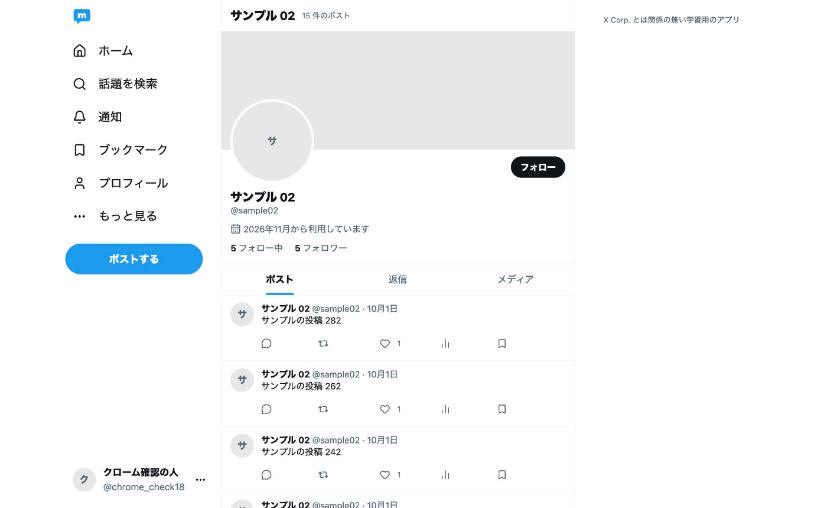 m
ホーム
話題を検索
通知
ブックマーク
プロフィール
もっと見る
ポストする
ク
クローム確認の人
@chrome_check18
サンプル 02 15 件のポスト
サ
フォロー
サンプル 02
@sample02
2026年11月から利用しています
5 フォロー中 5 フォロワー
ポスト 返信 メディア
サ
サンプル 02 @sample02 · 10月1日
サンプルの投稿 282
1
サ
サンプル 02 @sample02 · 10月1日
サンプルの投稿 262
1
サ
サンプル 02 @sample02 · 10月1日
サンプルの投稿 242
1
サ
サンプル 02 @sample02 · 10月1日
X Corp. とは関係の無い学習用のアプリ